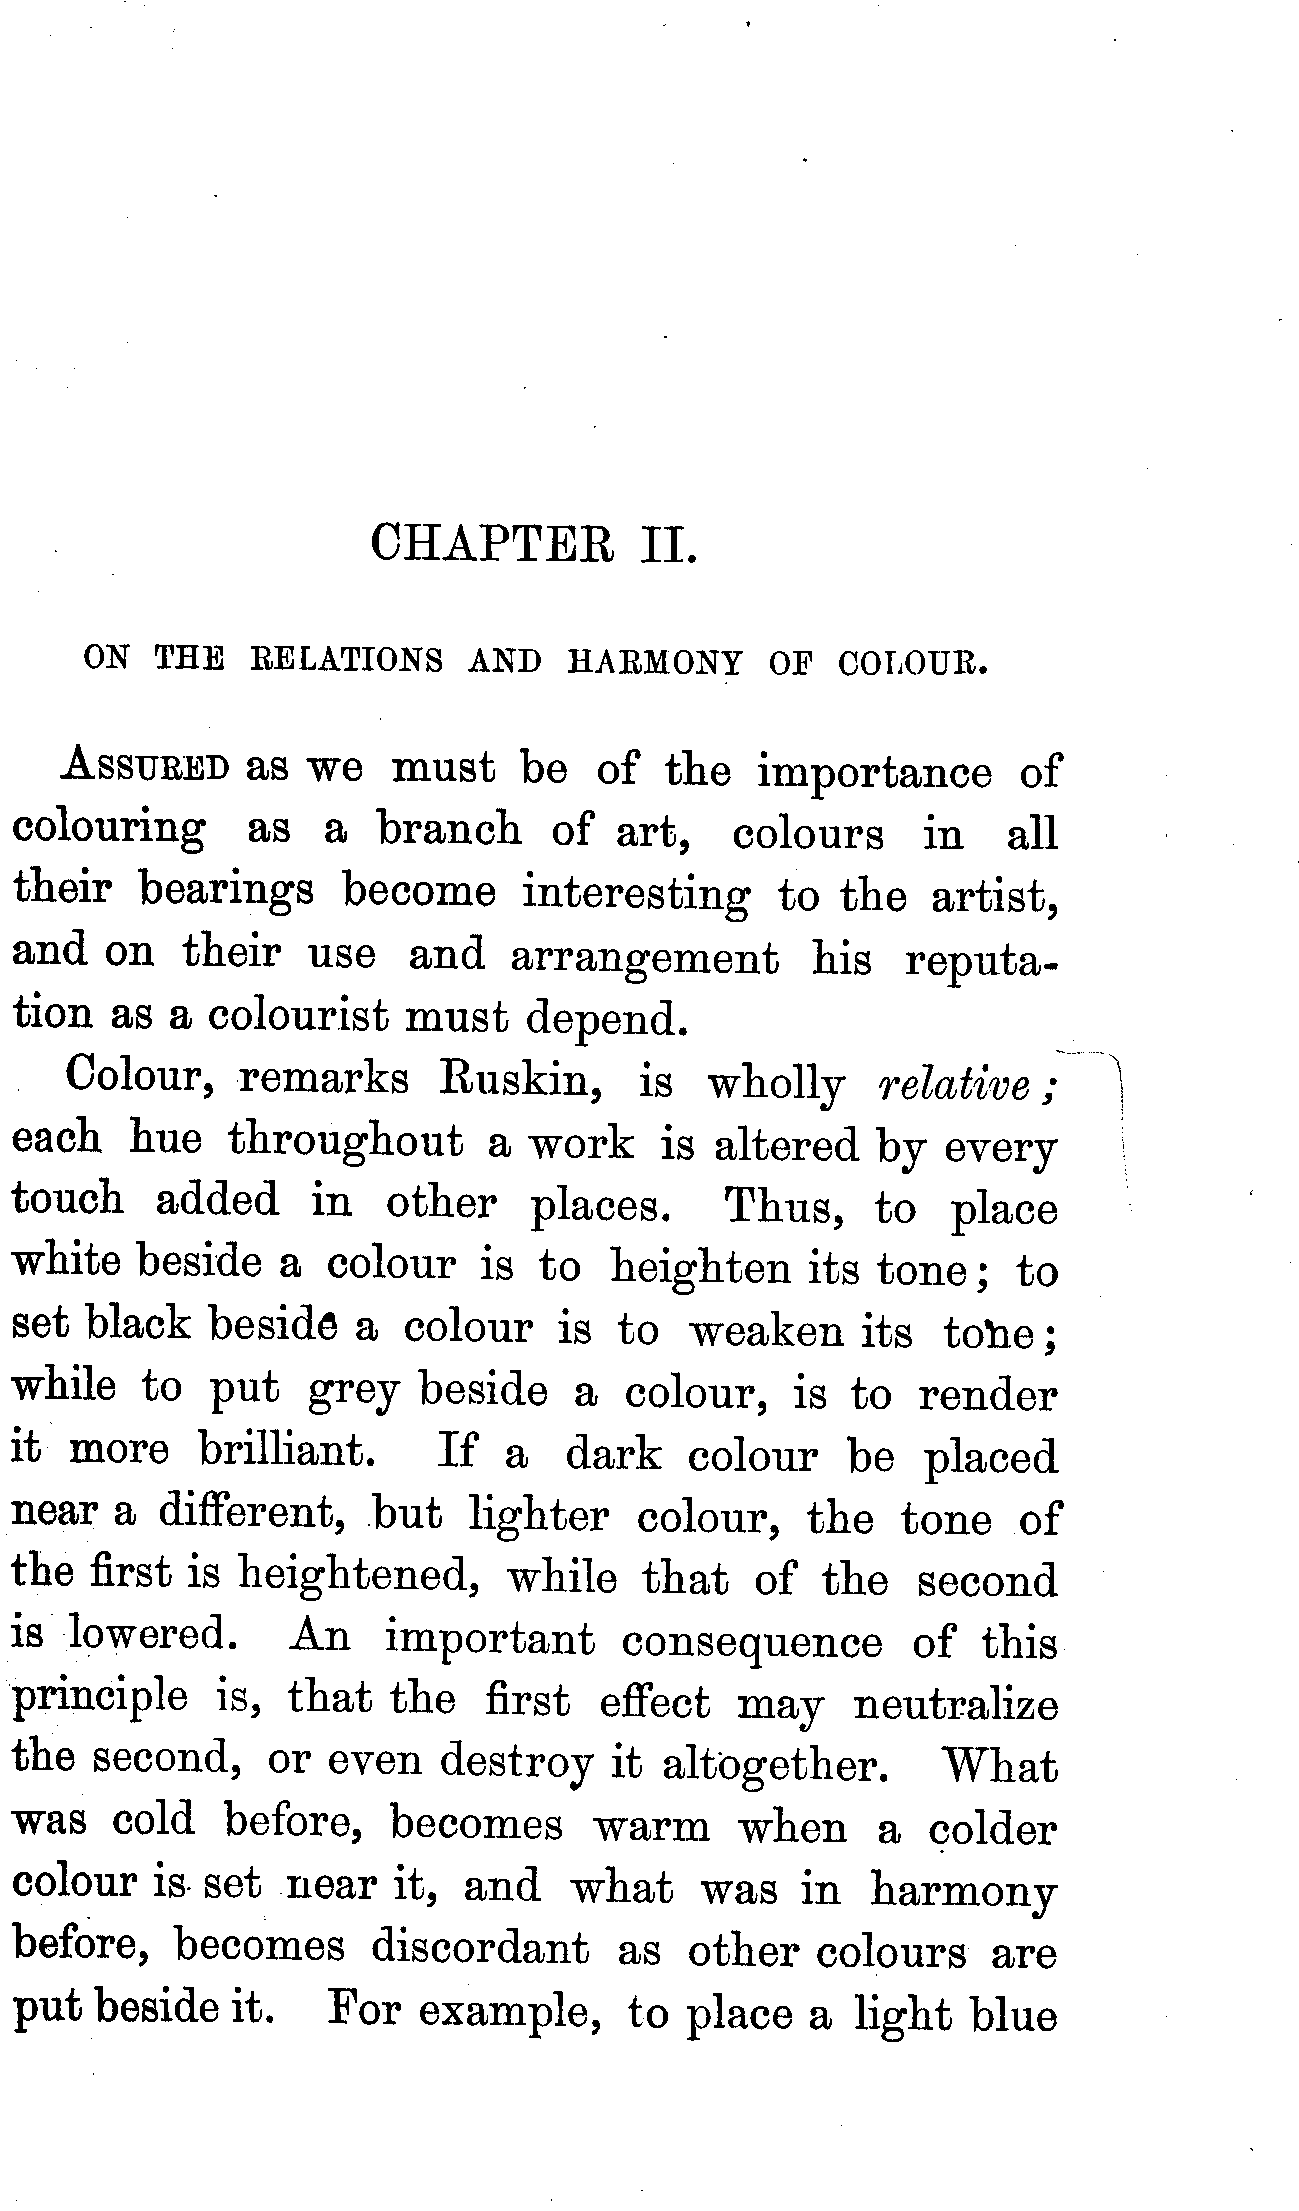 CHAPTER II.
ON THE RELATIONS AND HARMONY OF COLOUR.
ASSURED as we must be of the importance of
colouring as a branch of art, colours in all
their bearings become interesting to the artist,
and on their use and arrangement his reputa-
tion as a colourist must depend.
Colour, remarks Ruskin, is wholly relative;
each hue throughout a work is altered by every
touch added in other places. Thus, to place
white beside a colour is to heighten its tone; to
set black beside a colour is to weaken its tone;
while to put grey beside a colour, is to render
it more brilliant. If a dark colour be placed
near a different, but lighter colour, the tone of
the first is heightened, while that of the second
is lowered. An important consequence of this
principle is, that the first effect may neutralize
the second, or even destroy it altogether. What
was cold before, becomes warm when a colder
colour is set near it, and what was in harmony
before, becomes discordant as other colours are
put beside it. For example, to place a light blue